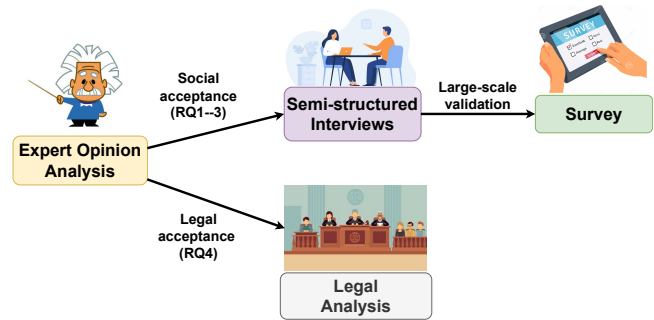 SURVEY
Social
acceptance
(RQ1--3)
Semi-structured
Interviews
Large-scale
validation
Survey
Expert Opinion
Analysis
Legal
acceptance
(RQ4)
Legal
Analysis